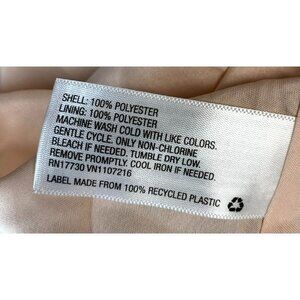 SHELL: 100% POLYESTER
LINING: 100% POLYESTER
MACHINE WASH COLD WITH LIKE COLORS.
GENTLE CYCLE. ONLY NON-CHLORINE
BLEACH IF NEEDED. TUMBLE DRY LOW.
REMOVE PROMPTLY. COOL IRON IF NEEDED.
RN17730 VN1107216
LABEL MADE FROM 100% RECYCLED PLASTIC